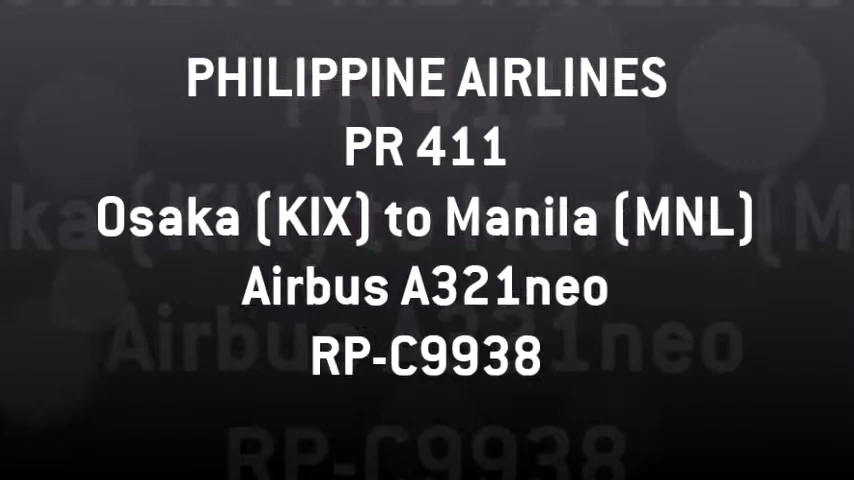 PHILIPPINE AIRLINES
PR 411
Osaka (KIX) to Manila (MNL)
Airbus A321neo
RP-C9938